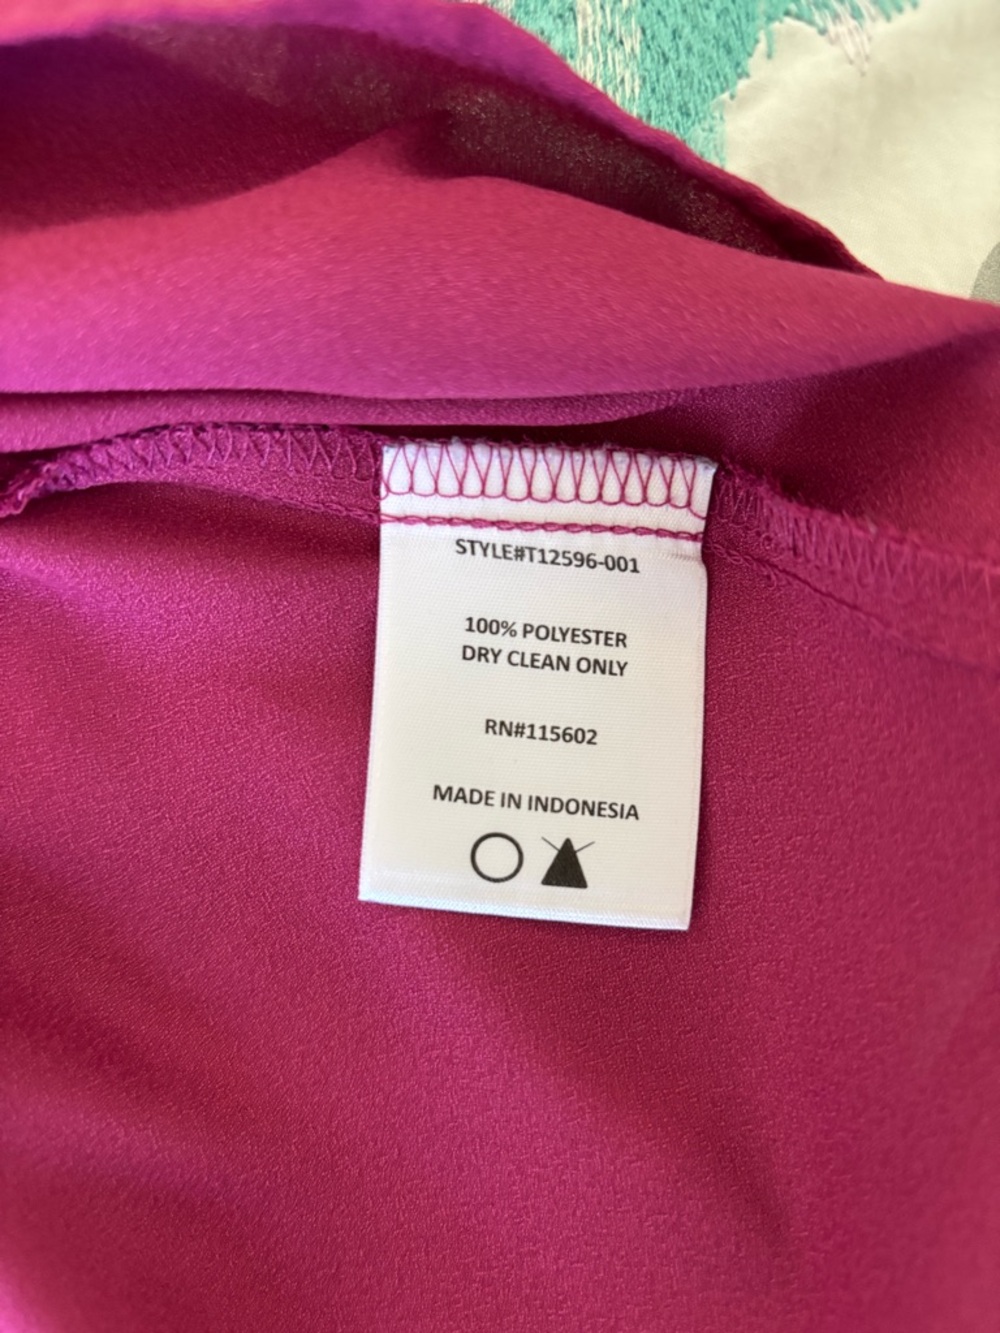 STYLE#T12596-001
100% POLYESTER
DRY CLEAN ONLY
RN#115602
MADE IN INDONESIA